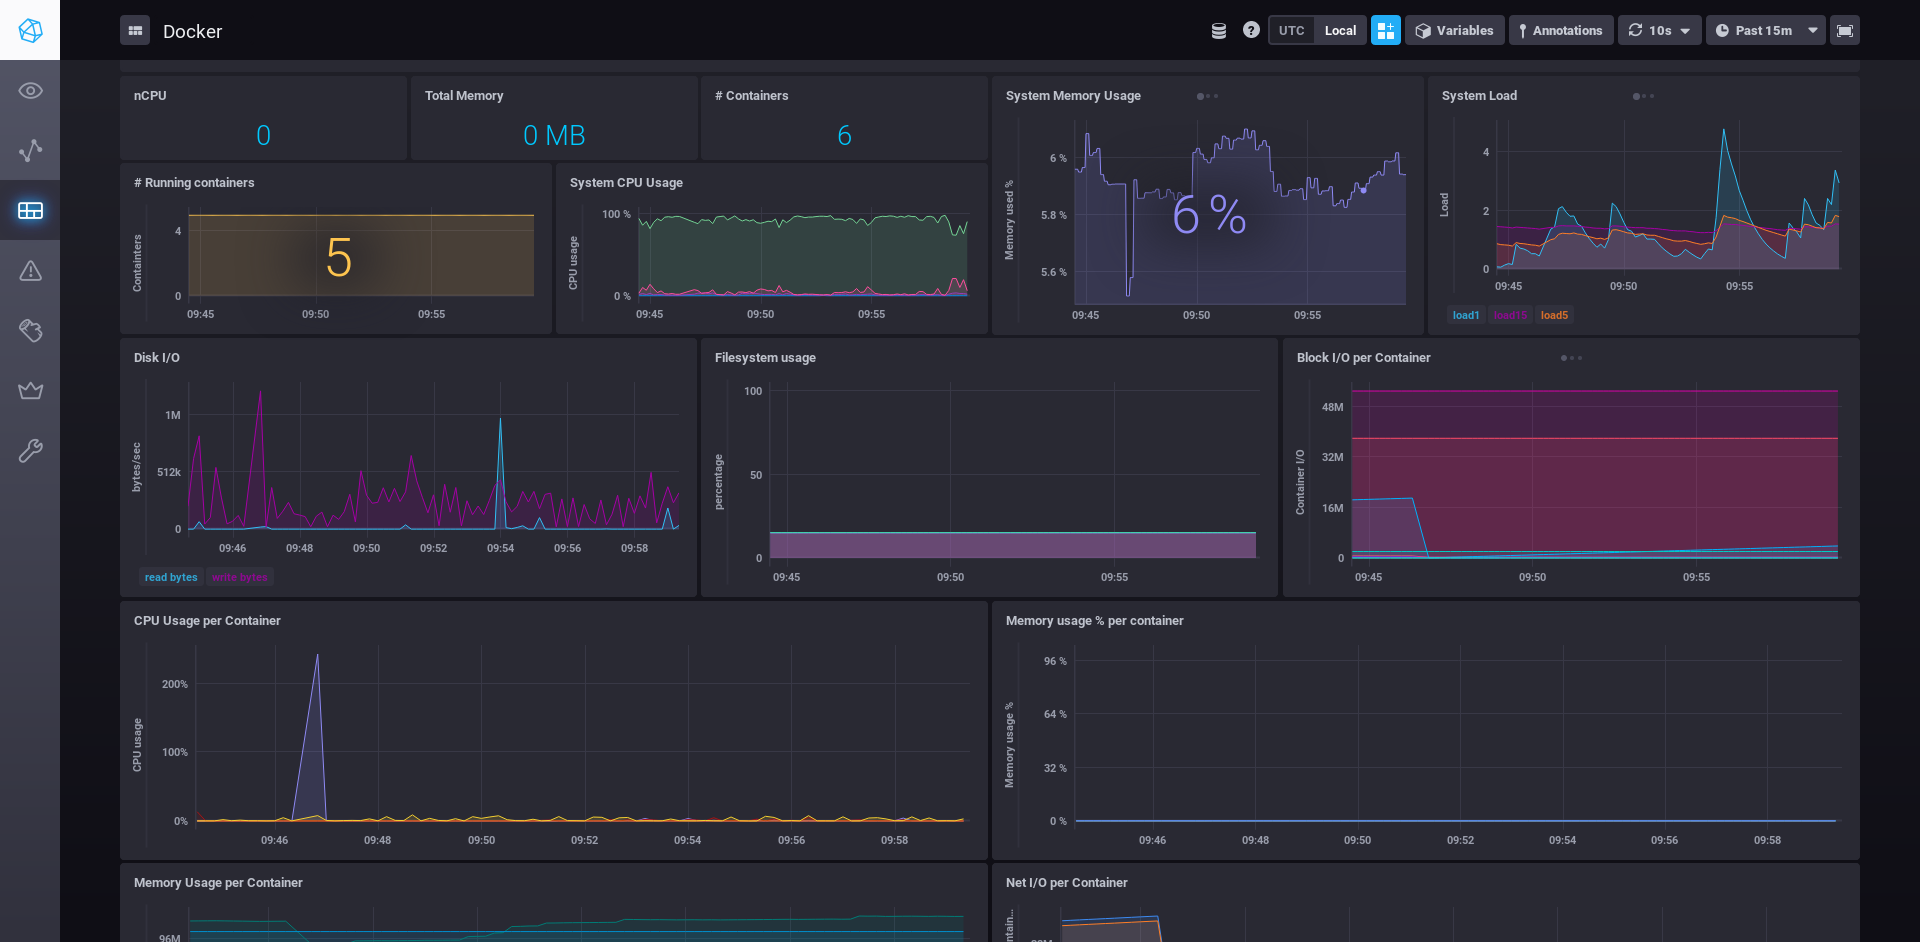 Docker
UTC Local Variables Annotations 10s Past 15m
nCPU
0
Total Memory
0 MB
# Containers
6
System Memory Usage
Memory used %
6 %
5.8 %
5.6 %
6 %
09:45 09:50 09:55
System Load
Load
4
2
0
09:45 09:50 09:55
load1 load15 load5
# Running containers
Containters
4
0
5
09:45 09:50 09:55
System CPU Usage
CPU usage
100 %
0 %
09:45 09:50 09:55
Disk I/O
bytes/sec
1M
512k
0
09:46 09:48 09:50 09:52 09:54 09:56 09:58
read bytes write bytes
Filesystem usage
percentage
100
50
0
09:45 09:50 09:55
Block I/O per Container
Container I/O
48M
32M
16M
0
09:45 09:50 09:55
CPU Usage per Container
CPU usage
200%
100%
0%
09:46 09:48 09:50 09:52 09:54 09:56 09:58
Memory usage % per container
Memory usage %
96 %
64 %
32 %
0 %
09:46 09:48 09:50 09:52 09:54 09:56 09:58
Memory Usage per Container
96M
Net I/O per Container